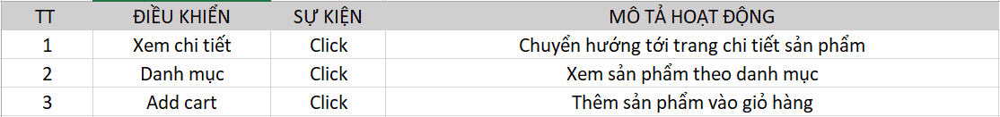 TT ĐIỀU KHIỂN SỰ KIỆN MÔ TẢ HOẠT ĐỘNG
1 Xem chi tiết Click Chuyển hướng tới trang chi tiết sản phẩm
2 Danh mục Click Xem sản phẩm theo danh mục
3 Add cart Click Thêm sản phẩm vào giỏ hàng